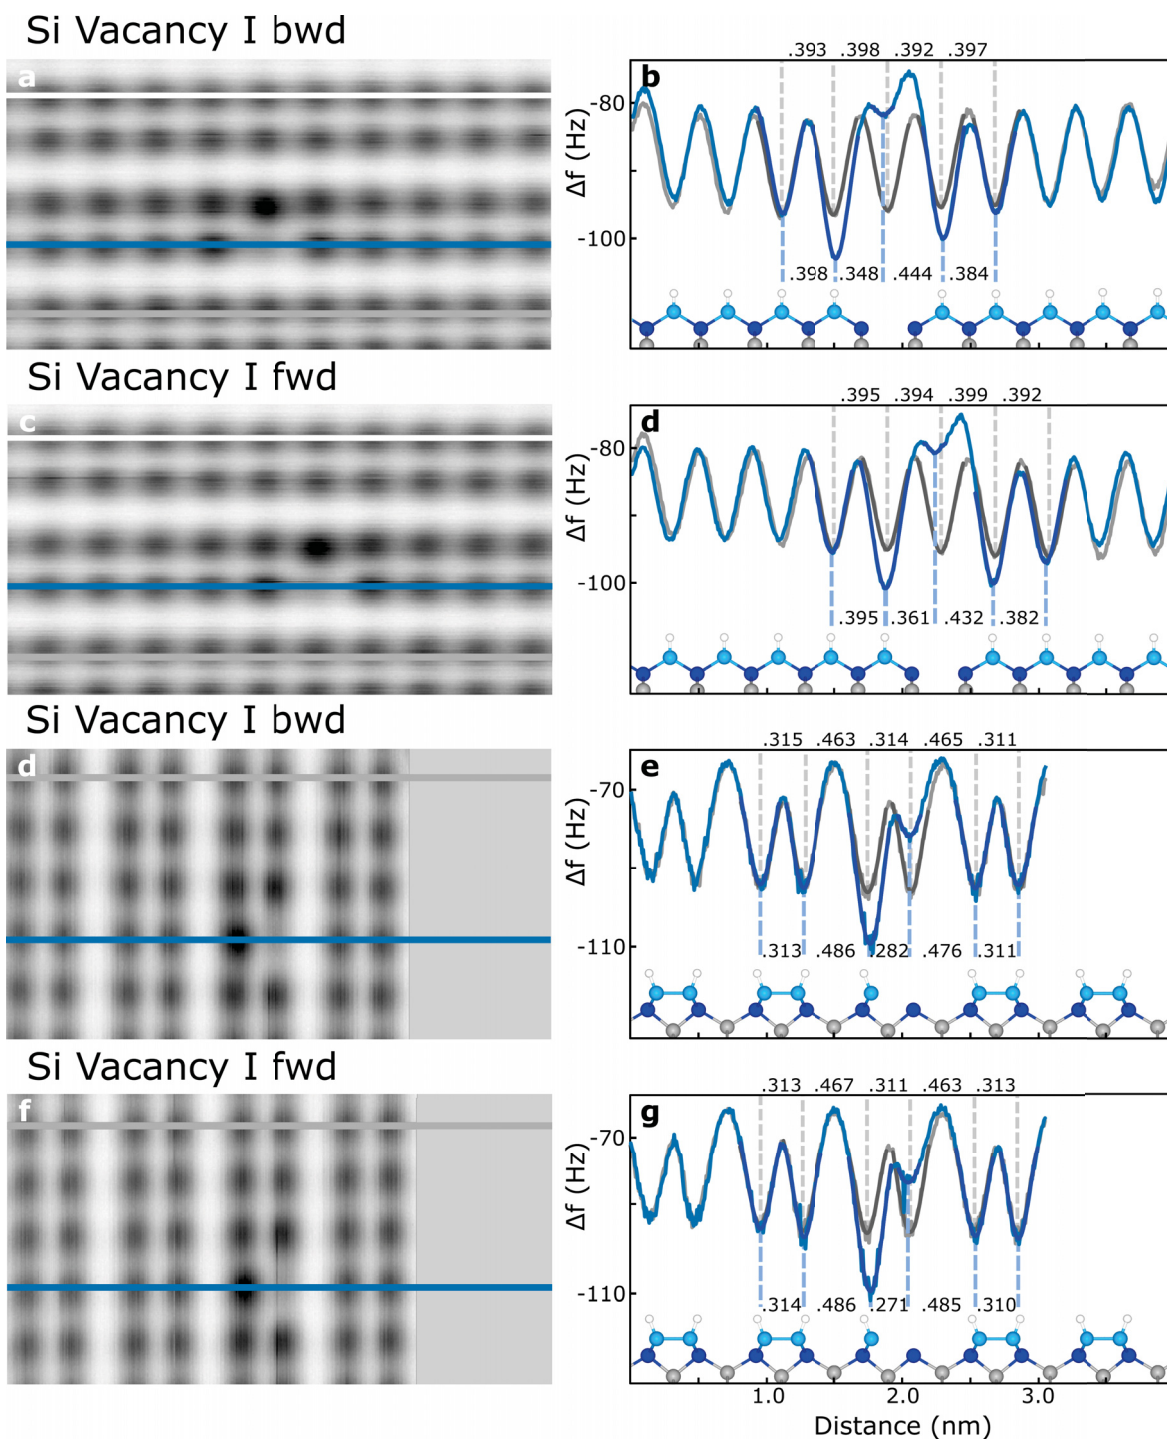 Si Vacancy I bwd
a
b
.393 .398 .392 .397
-80
Δf (Hz)
-100
.398 .348 .444 .384
Si Vacancy I fwd
c
d
.395 .394 .399 .392
-80
Δf (Hz)
-100
.395 .361 .432 .382
Si Vacancy I bwd
d
e
.315 .463 .314 .465 .311
-70
Δf (Hz)
-110
.313 .486 .282 .476 .311
Si Vacancy I fwd
f
g
.313 .467 .311 .463 .313
-70
Δf (Hz)
-110
.314 .486 .271 .485 .310
1.0 2.0 3.0
Distance (nm)